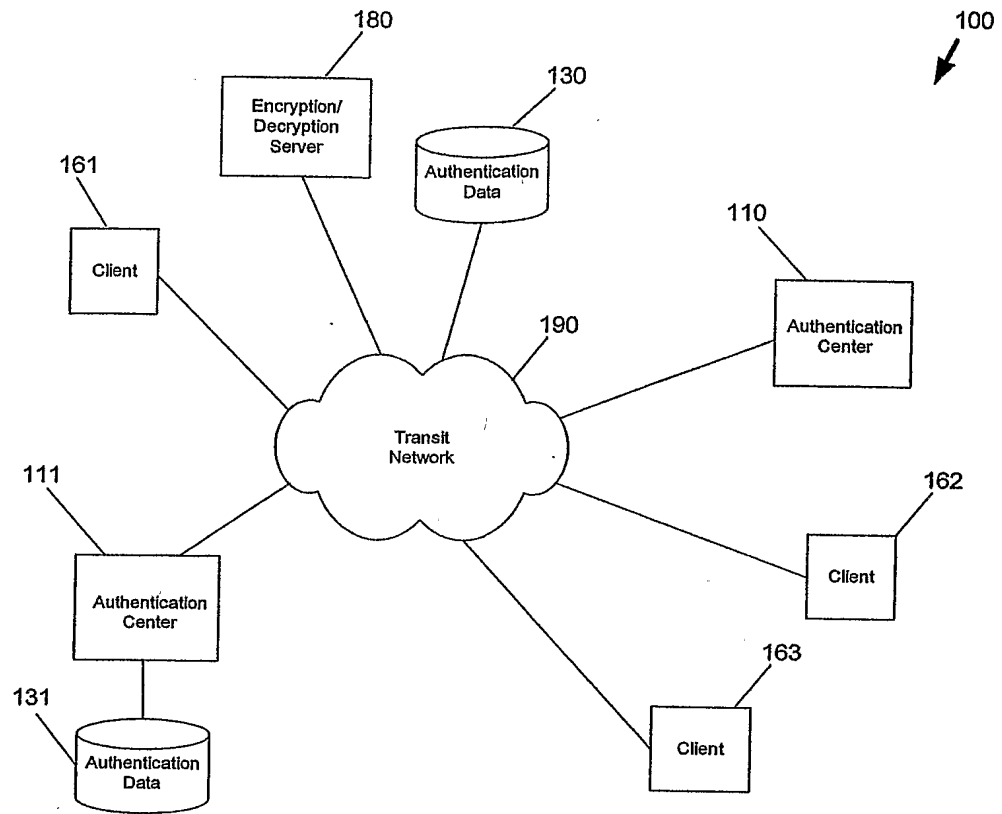 180
100
130
Encryption/
Decryption
Server
161
Authentication
Data
110
Client
190
Authentication
Center
Transit
Network
111
162
Client
Authentication
Center
163
131
Client
Authentication
Data